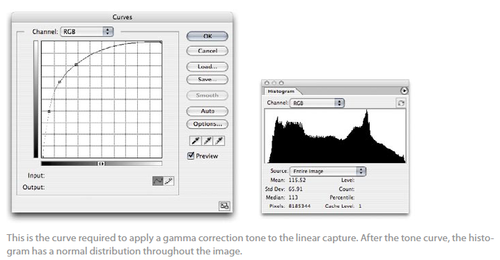 Curves
Channel: RGB
OK
Cancel
Load...
Save...
Smooth
Auto
Options...
Preview
Input:
Output:
Histogram
Channel: RGB
Source: Entire Image
Mean: 115.52 Level:
Std Dev: 65.91 Count:
Median: 113 Percentile:
Pixels: 8185344 Cache Level: 1
This is the curve required to apply a gamma correction tone to the linear capture. After the tone curve, the histo-
gram has a normal distribution throughout the image.